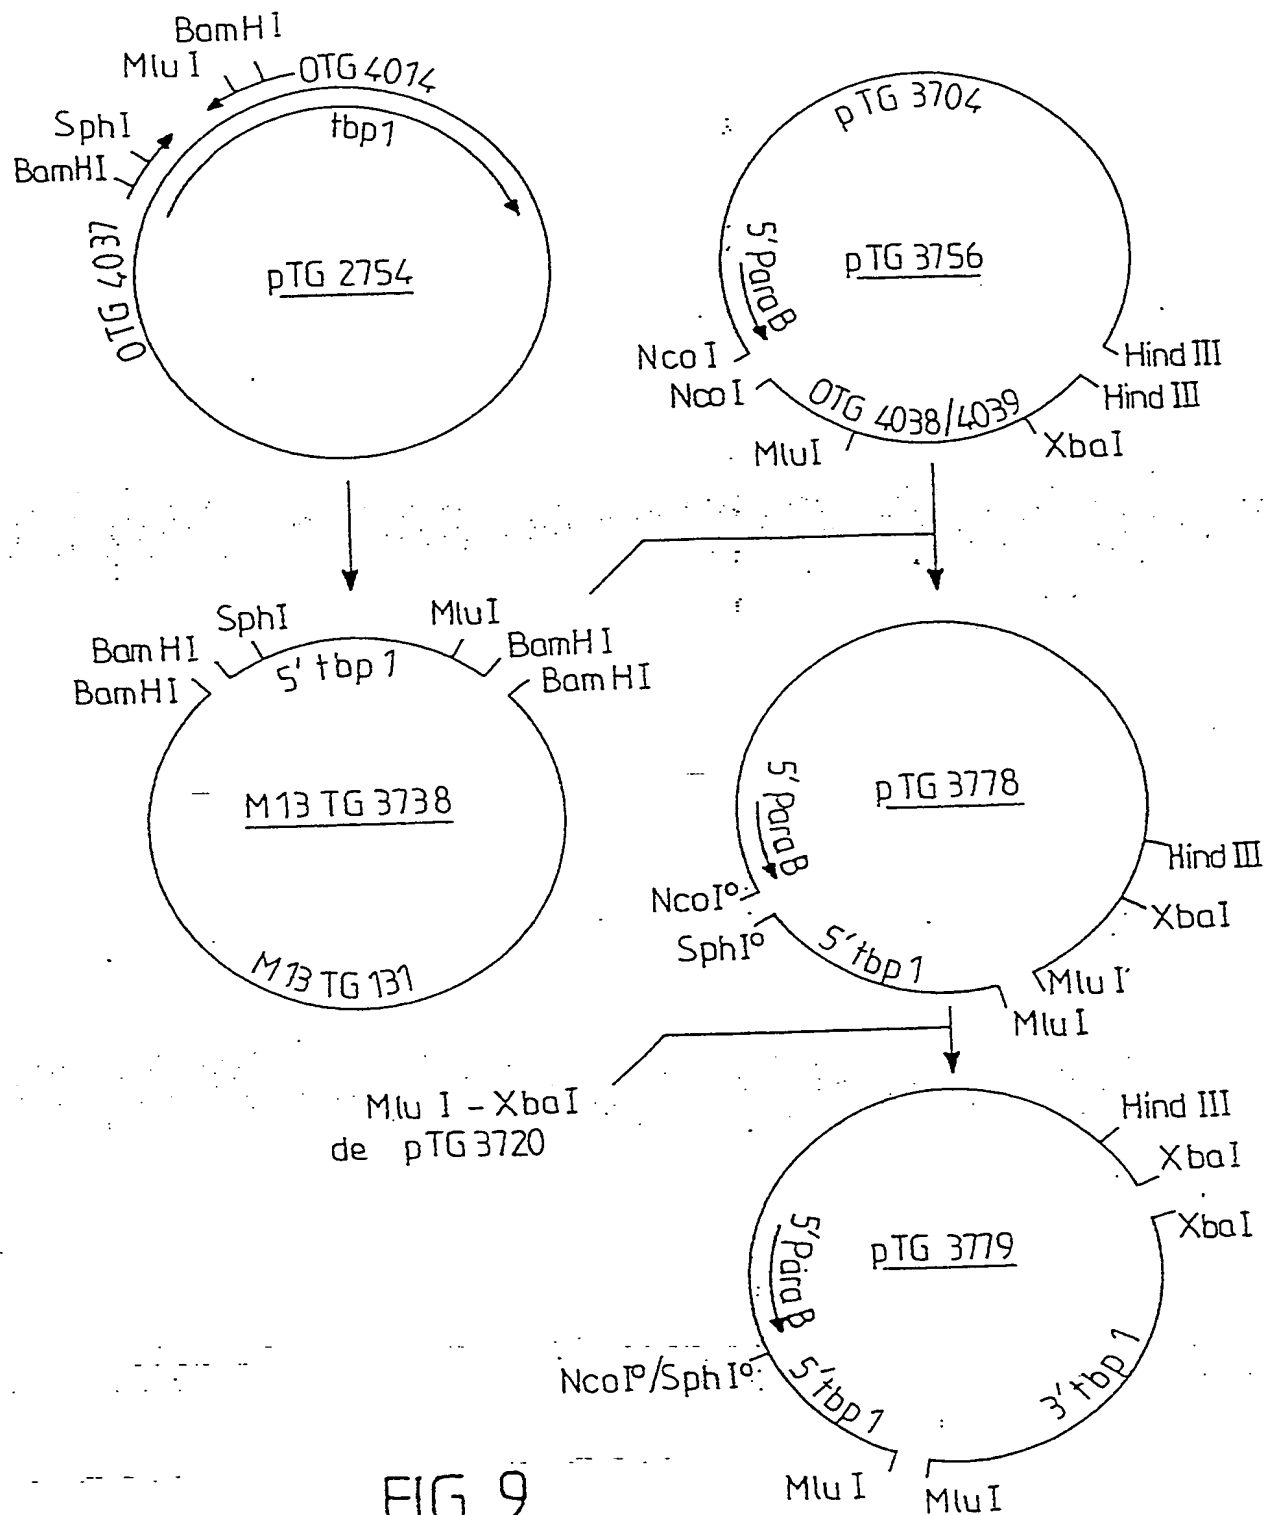 BamHI
MluI
OTG 4014
SphI
BamHI
tbp1
OTG 4037
pTG 2754
pTG 3704
5' ParaB
pTG 3756
NcoI
NcoI
HindIII
HindIII
OTG 4038/4039
MluI
XbaI
SphI
MluI
BamHI
BamHI
BamHI
BamHI
5' tbp1
M13 TG 3738
M13 TG 131
5' ParaB
pTG 3778
HindIII
XbaI
NcoI°
SphI°
5' tbp1
MluI
MluI
MluI - XbaI
de pTG 3720
HindIII
XbaI
XbaI
5' ParaB
pTG 3779
NcoI°/SphI°
5' tbp1
3' tbp1
MluI
MluI
FIG 9